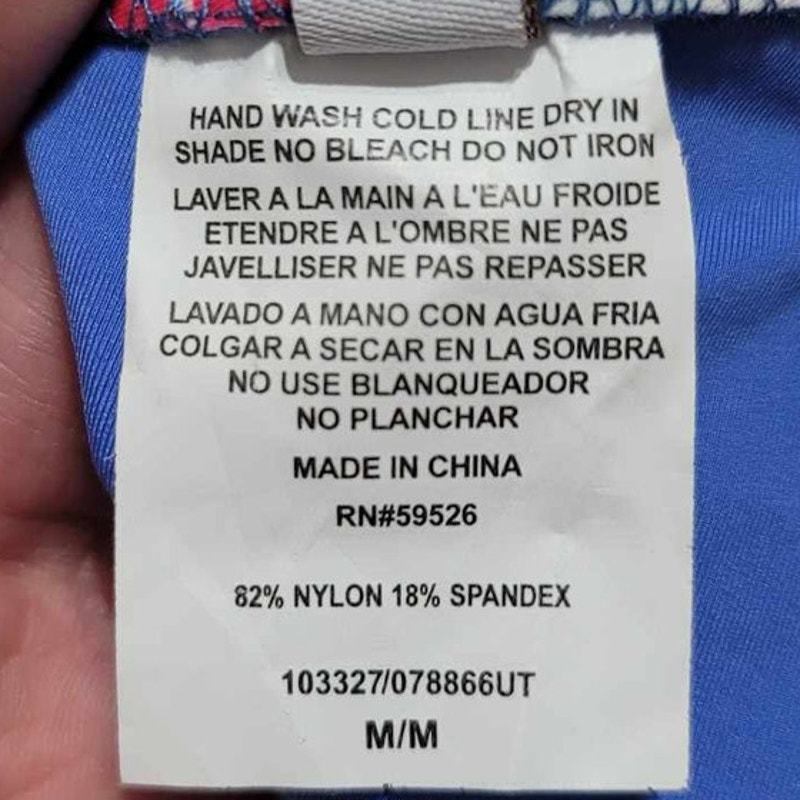 HAND WASH COLD LINE DRY IN
SHADE NO BLEACH DO NOT IRON
LAVER A LA MAIN A L'EAU FROIDE
ETENDRE A L'OMBRE NE PAS
JAVELLISER NE PAS REPASSER
LAVADO A MANO CON AGUA FRIA
COLGAR A SECAR EN LA SOMBRA
NO USE BLANQUEADOR
NO PLANCHAR
MADE IN CHINA
RN#59526
82% NYLON 18% SPANDEX
103327/078866UT
M/M